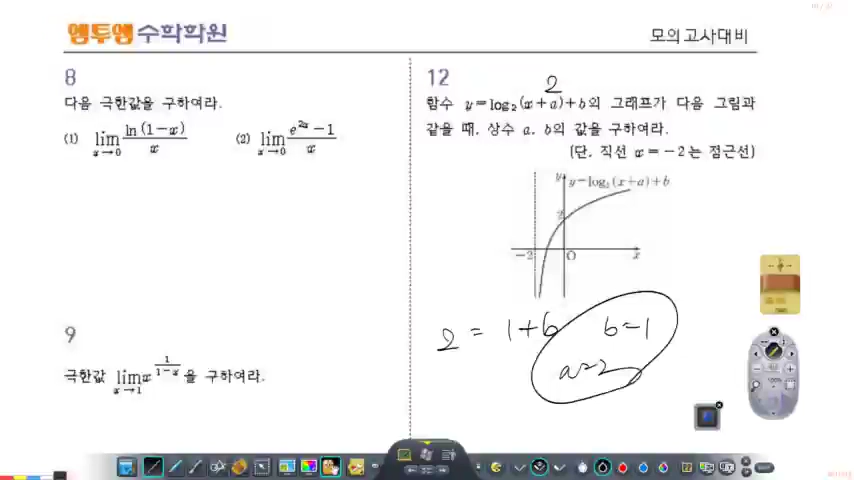 엠투엠 수학학원
모의고사대비
8
다음 극한값을 구하여라.
(1) lim x→0 ln(1-x)/x
(2) lim x→0 (e^2x-1)/x
9
극한값 lim x→1 x^(1/(1-x)) 을 구하여라.
12
2
함수 y=log₂(x+a)+b의 그래프가 다음 그림과
같을 때, 상수 a, b의 값을 구하여라.
(단, 직선 x=-2는 점근선)
y
y=log₂(x+a)+b
2
-2
O
x
2 = 1+b
b=1
a=2
100%